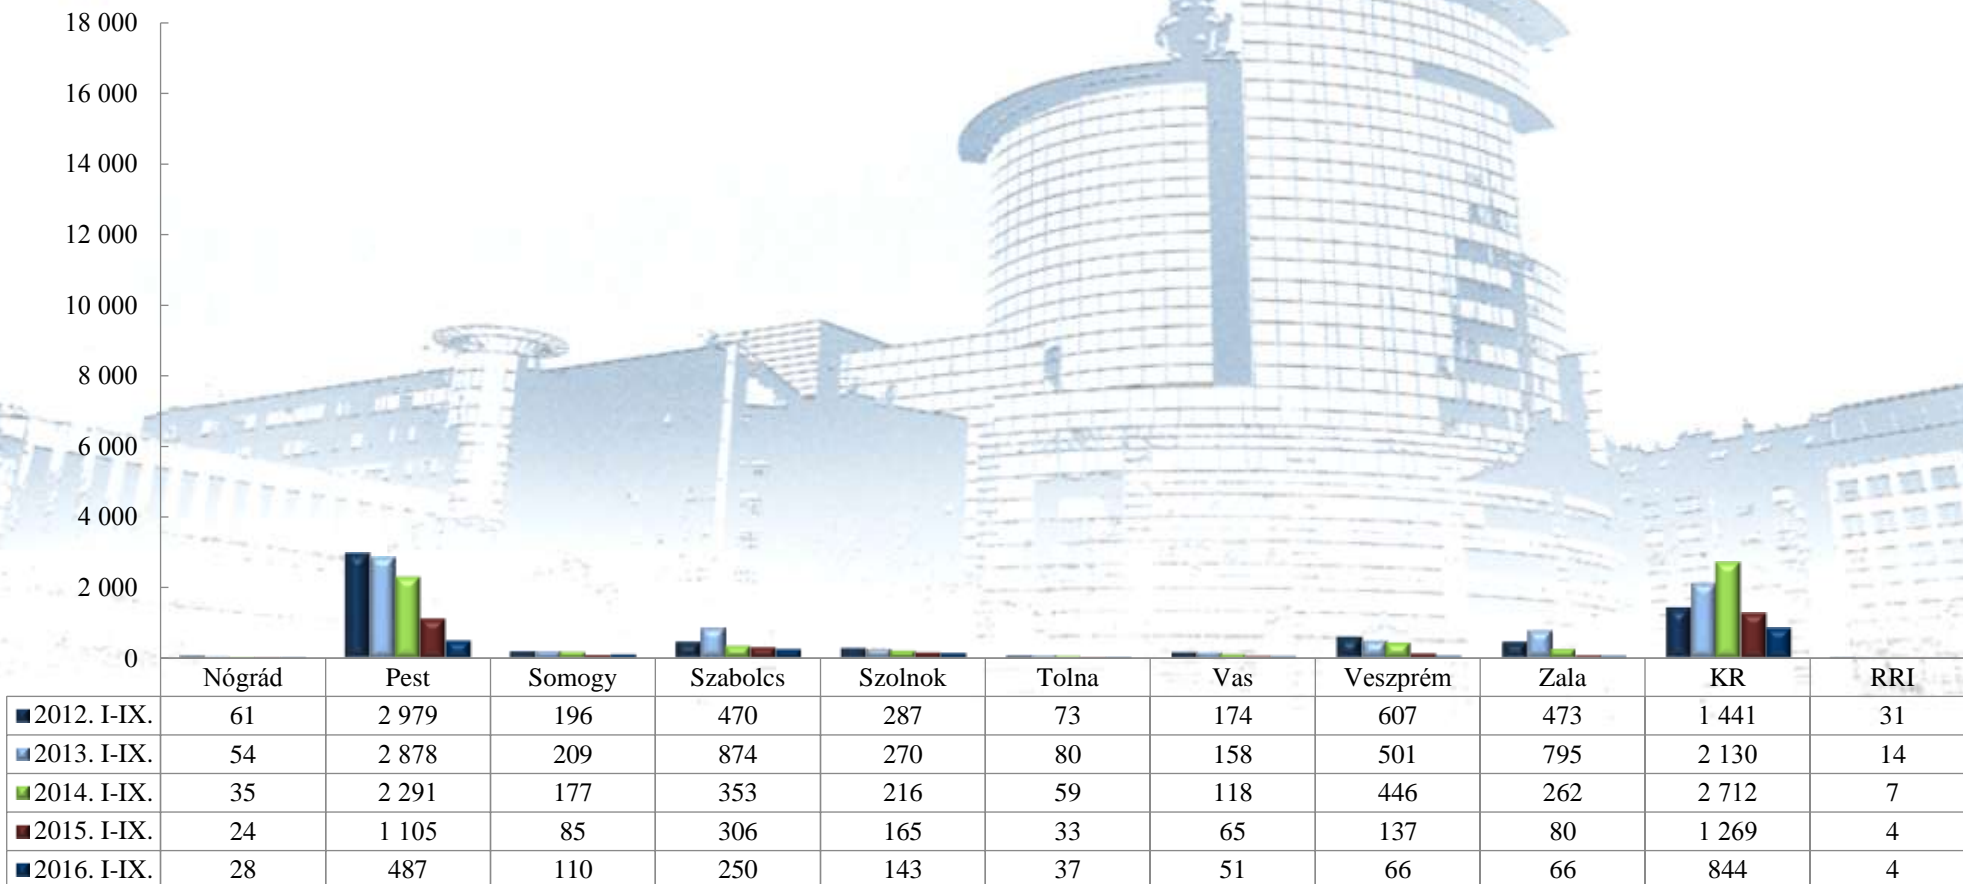 18 000
16 000
14 000
12 000
10 000
8 000
6 000
4 000
2 000
0
Nógrád Pest Somogy Szabolcs Szolnok Tolna Vas Veszprém Zala KR RRI
2012. I-IX. 61 2 979 196 470 287 73 174 607 473 1 441 31
2013. I-IX. 54 2 878 209 874 270 80 158 501 795 2 130 14
2014. I-IX. 35 2 291 177 353 216 59 118 446 262 2 712 7
2015. I-IX. 24 1 105 85 306 165 33 65 137 80 1 269 4
2016. I-IX. 28 487 110 250 143 37 51 66 66 844 4